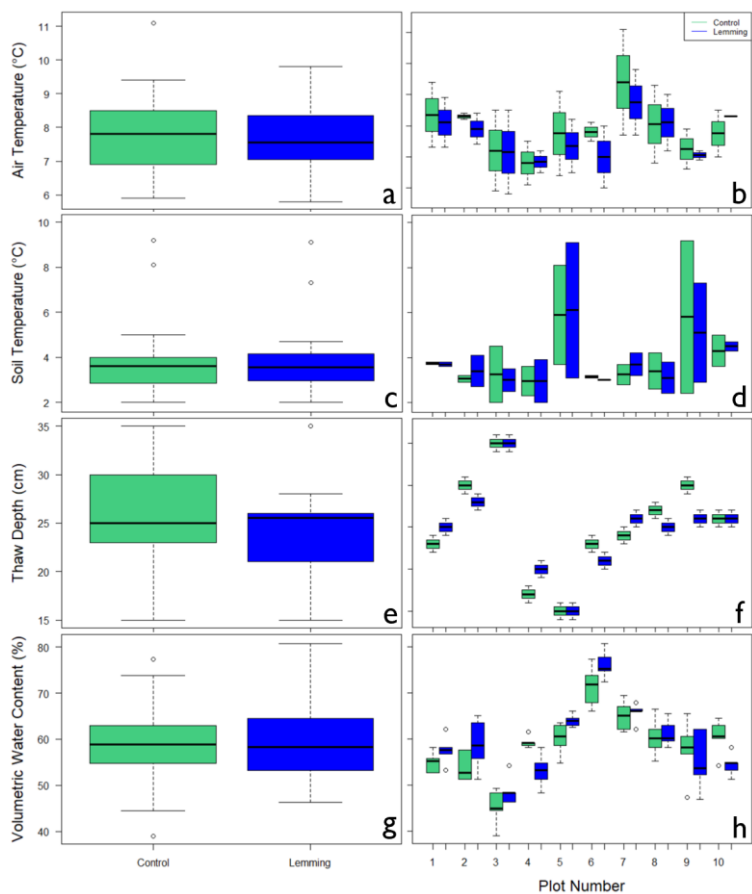 Air Temperature (°C)
11
10
9
8
7
6
a
Control
Lemming
b
Soil Temperature (°C)
10
8
6
4
2
c
d
Thaw Depth (cm)
35
30
25
20
15
e
f
Volumetric Water Content (%)
80
70
60
50
40
g
h
Control
Lemming
1
2
3
4
5
6
7
8
9
10
Plot Number